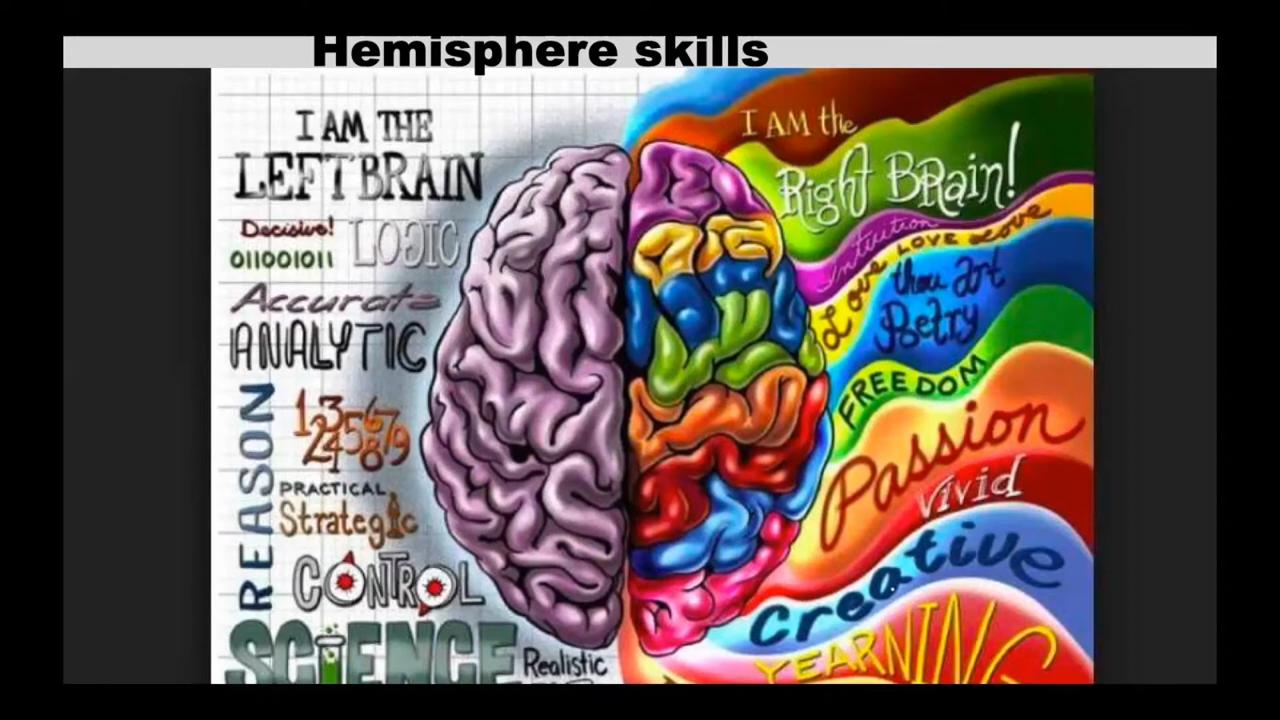 Hemisphere skills
I AM THE
LEFT BRAIN
Decisive!
LOGIC
011001011
Accurate
ANALYTIC
REASON
123456789
PRACTICAL
Strategic
CONTROL
SCIENCE
Realistic
I AM the
Right BRain!
Intuition
Love LOVE Love
thou art
Poetry
FREEDOM
Passion
Vivid
Creative
YEARNING